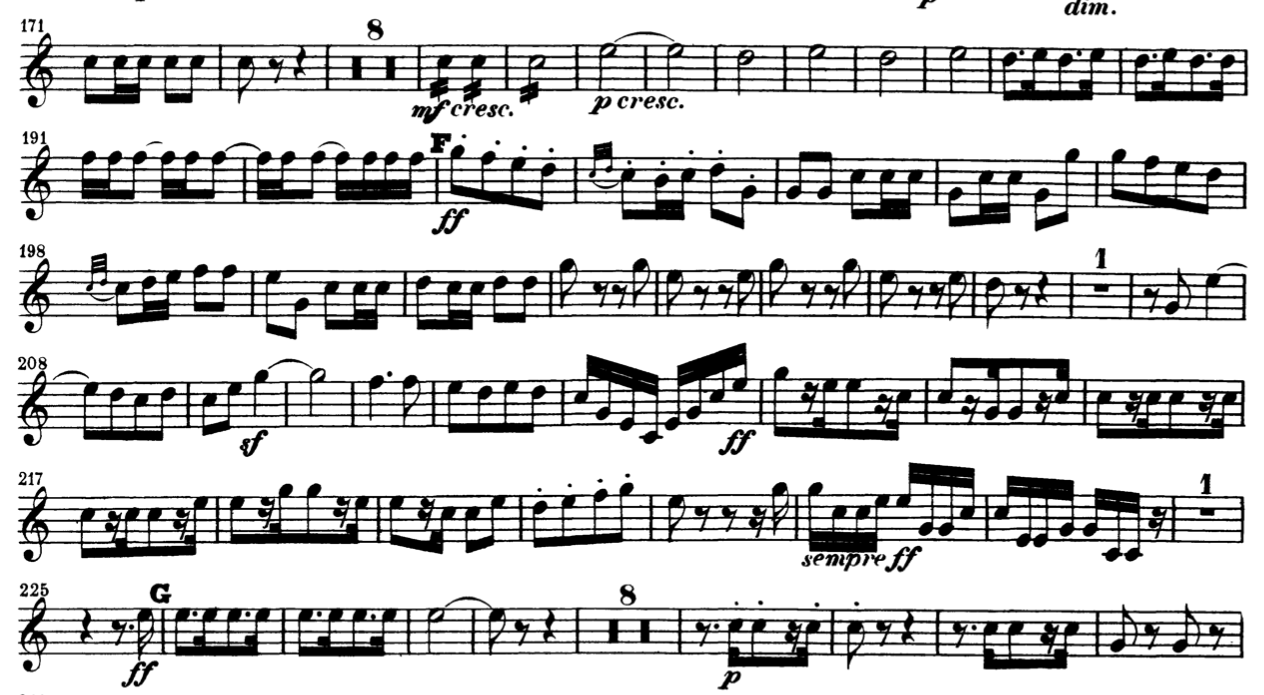 p dim.
171 8
mf cresc. p cresc.
191 F
ff
198 1
208
sf ff
217 1
sempre ff
225 G 8
ff p